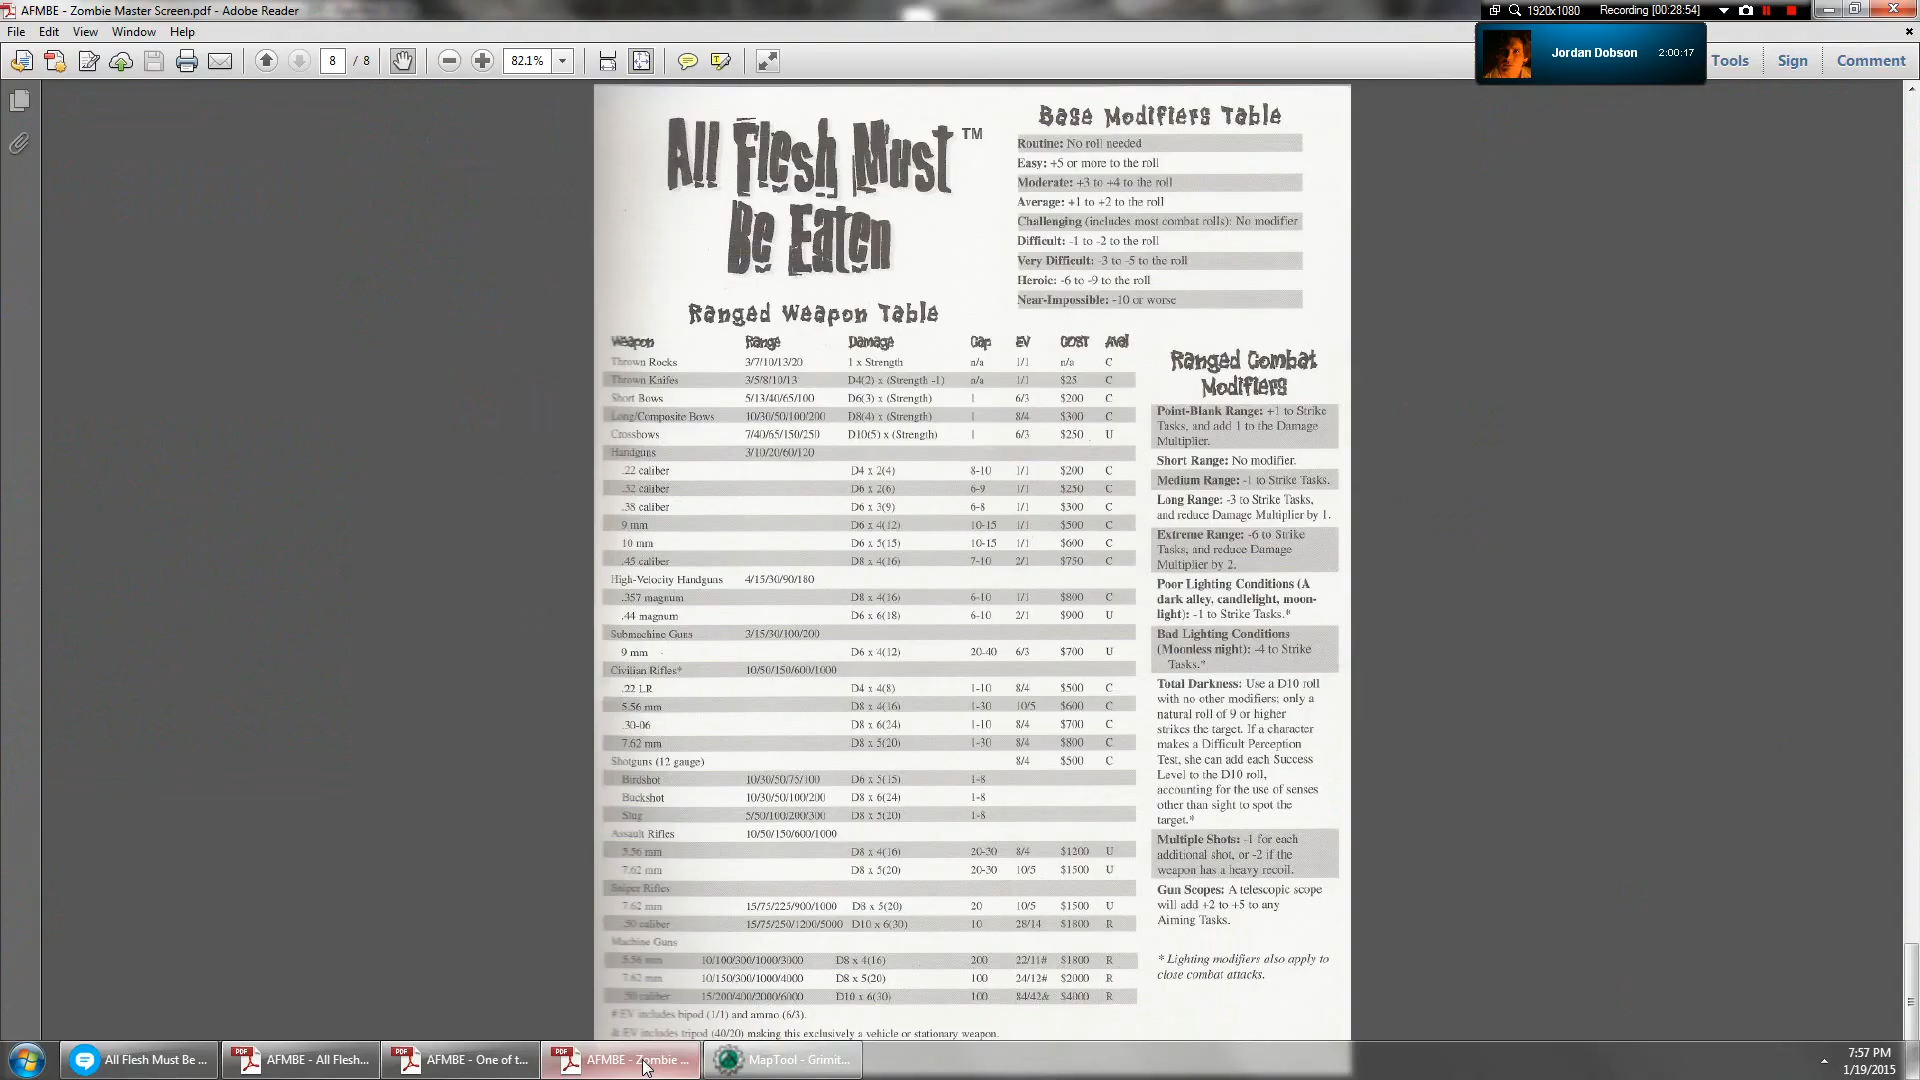 AFMBE - Zombie Master Screen.pdf - Adobe Reader
1920x1080
Recording [00:28:54]
File Edit View Window Help
8 / 8
82.1%
Jordan Dobson 2:00:17
Tools Sign Comment
All Flesh Must ™
Be Eaten
Base Modifiers Table
Routine: No roll needed
Easy: +5 or more to the roll
Moderate: +3 to +4 to the roll
Average: +1 to +2 to the roll
Challenging (includes most combat rolls): No modifier
Difficult: -1 to -2 to the roll
Very Difficult: -3 to -5 to the roll
Heroic: -6 to -9 to the roll
Near-Impossible: -10 or worse
Ranged Weapon Table
Weapon Range Damage Cap EV Cost Aval
Thrown Rocks 3/7/10/13/20 1 x Strength n/a 1/1 n/a C
Thrown Knifes 3/5/8/10/13 D4(2) x (Strength -1) n/a 1/1 $25 C
Short Bows 5/13/40/65/100 D6(3) x (Strength) 1 6/3 $200 C
Long/Composite Bows 10/30/50/100/200 D8(4) x (Strength) 1 8/4 $300 C
Crossbows 7/40/65/150/250 D10(5) x (Strength) 1 6/3 $250 U
Handguns 3/10/20/60/120
.22 caliber D4 x 2(4) 8-10 1/1 $200 C
.32 caliber D6 x 2(6) 6-9 1/1 $250 C
.38 caliber D6 x 3(9) 6-8 1/1 $300 C
9 mm D6 x 4(12) 10-15 1/1 $500 C
10 mm D6 x 5(15) 10-15 1/1 $600 C
.45 caliber D8 x 4(16) 7-10 2/1 $750 C
High-Velocity Handguns 4/15/30/90/180
.357 magnum D8 x 4(16) 6-10 1/1 $800 C
.44 magnum D8 x 6(18) 6-10 2/1 $900 U
Submachine Guns 3/15/30/100/200
9 mm D6 x 4(12) 20-40 6/3 $700 U
Civilian Rifles* 10/50/150/600/1000
.22 LR D4 x 4(8) 1-10 8/4 $500 C
5.56 mm D8 x 4(16) 1-30 10/5 $600 C
.30-06 D8 x 6(24) 1-10 8/4 $700 C
7.62 mm D8 x 5(20) 1-30 8/4 $800 C
Shotguns (12 gauge) 8/4 $500 C
Birdshot 10/30/50/75/100 D6 x 5(15) 1-8
Buckshot 10/30/50/100/200 D8 x 6(24) 1-8
Slug 5/50/100/200/300 D8 x 5(20) 1-8
Assault Rifles 10/50/150/600/1000
5.56 mm D8 x 4(16) 20-30 8/4 $1200 U
7.62 mm D8 x 5(20) 20-30 10/5 $1500 U
Sniper Rifles
7.62 mm 15/75/225/900/1000 D8 x 5(20) 20 10/5 $1500 U
.50 caliber 15/75/250/1200/5000 D10 x 6(30) 10 28/14 $1800 R
Machine Guns
5.56 mm 10/100/300/1000/3000 D8 x 4(16) 200 22/11# $1800 R
7.62 mm 10/150/300/1000/4000 D8 x 5(20) 100 24/12# $2000 R
.50 caliber 15/200/400/2000/6000 D10 x 6(30) 100 84/42& $4000 R
# EV includes bipod (1/1) and ammo (6/3).
& EV includes tripod (40/20) making this exclusively a vehicle or stationary weapon.
Ranged Combat
Modifiers
Point-Blank Range: +1 to Strike
Tasks, and add 1 to the Damage
Multiplier.
Short Range: No modifier.
Medium Range: -1 to Strike Tasks.
Long Range: -3 to Strike Tasks,
and reduce Damage Multiplier by 1.
Extreme Range: -6 to Strike
Tasks, and reduce Damage
Multiplier by 2.
Poor Lighting Conditions (A
dark alley, candlelight, moon-
light): -1 to Strike Tasks.*
Bad Lighting Conditions
(Moonless night): -4 to Strike
Tasks.*
Total Darkness: Use a D10 roll
with no other modifiers; only a
natural roll of 9 or higher
strikes the target. If a character
makes a Difficult Perception
Test, she can add each Success
Level to the D10 roll,
accounting for the use of senses
other than sight to spot the
target.*
Multiple Shots: -1 for each
additional shot, or -2 if the
weapon has a heavy recoil.
Gun Scopes: A telescopic scope
will add +2 to +5 to any
Aiming Tasks.
* Lighting modifiers also apply to
close combat attacks.
All Flesh Must Be ...
AFMBE - All Flesh...
AFMBE - One of t...
AFMBE - Zombie ...
MapTool - Grimit...
7:57 PM
1/19/2015